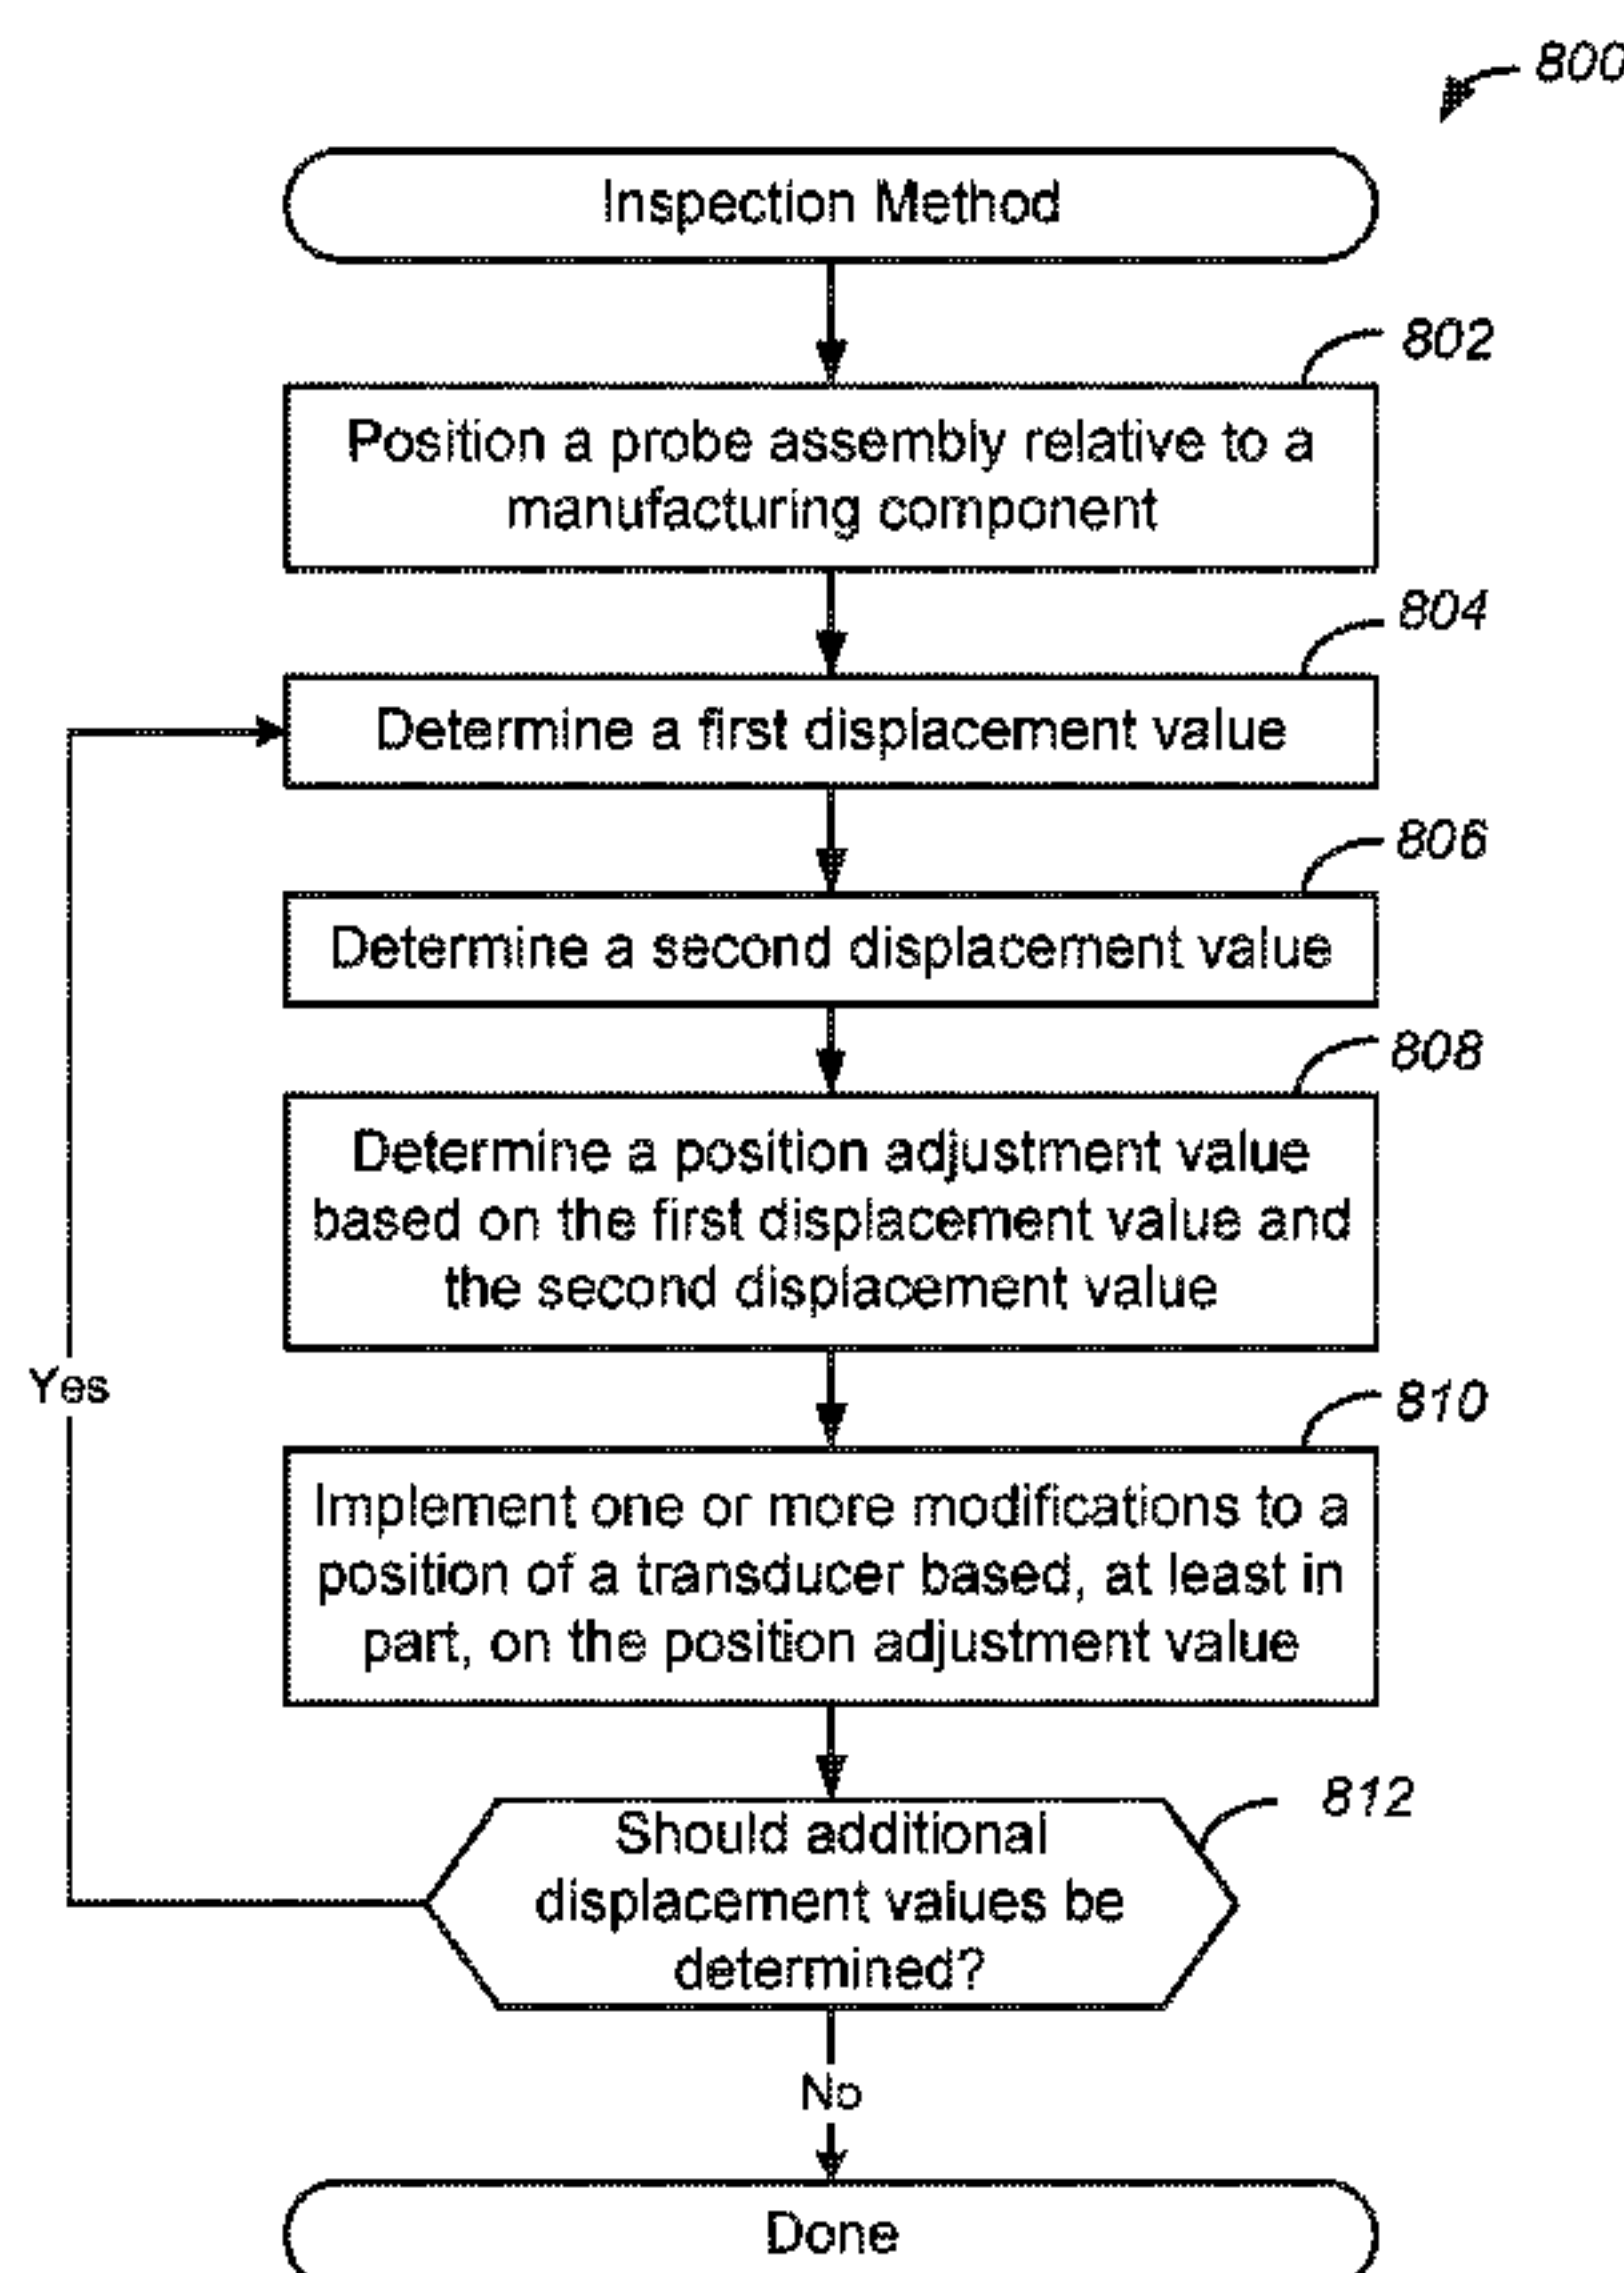 800
Inspection Method
802
Position a probe assembly relative to a
manufacturing component
804
Determine a first displacement value
806
Determine a second displacement value
808
Determine a position adjustment value
based on the first displacement value and
the second displacement value
Yes
810
Implement one or more modifications to a
position of a transducer based, at least in
part, on the position adjustment value
812
Should additional
displacement values be
determined?
No
Done